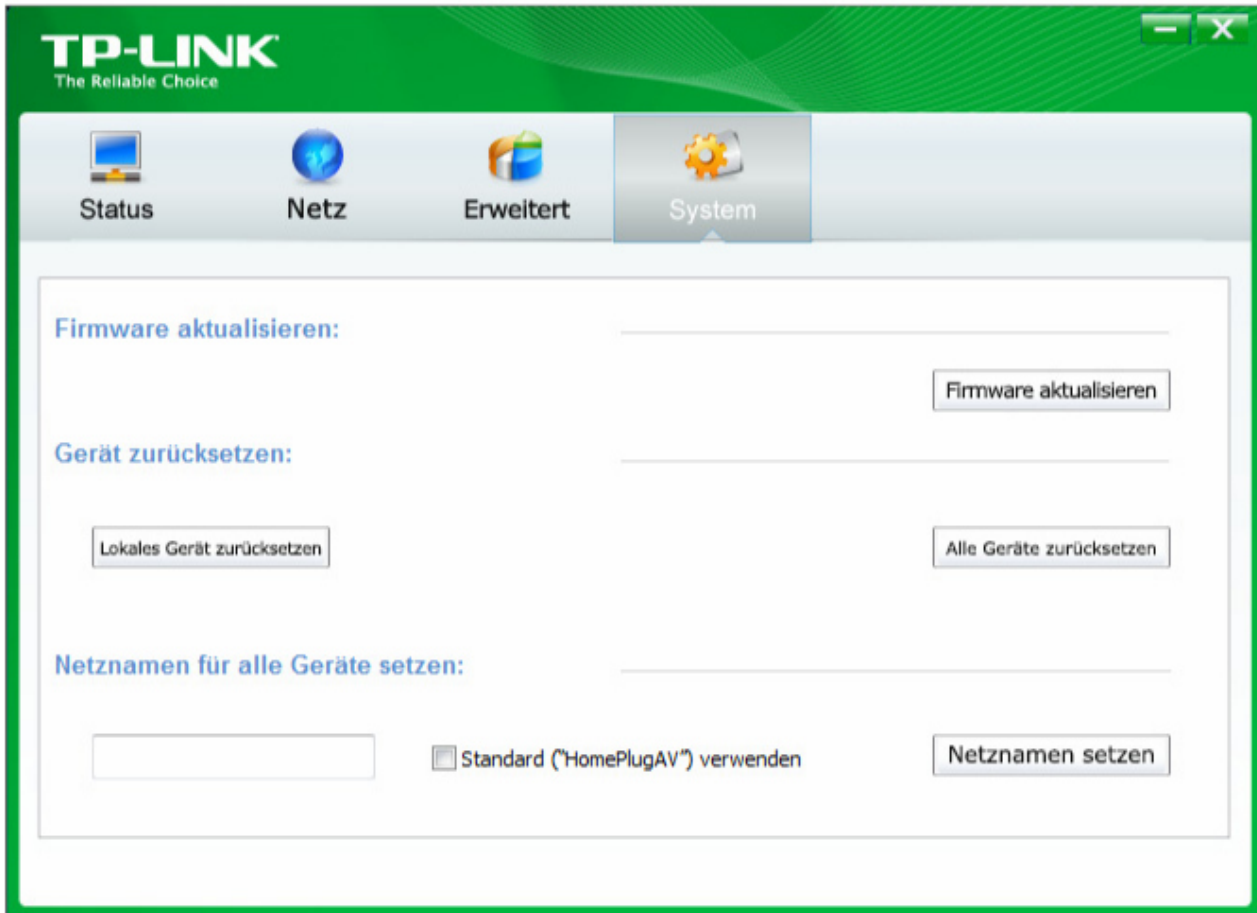 TP-LINK
The Reliable Choice
Status Netz Erweitert System
Firmware aktualisieren:
Firmware aktualisieren
Gerät zurücksetzen:
Lokales Gerät zurücksetzen Alle Geräte zurücksetzen
Netznamen für alle Geräte setzen:
Standard ("HomePlugAV") verwenden Netznamen setzen